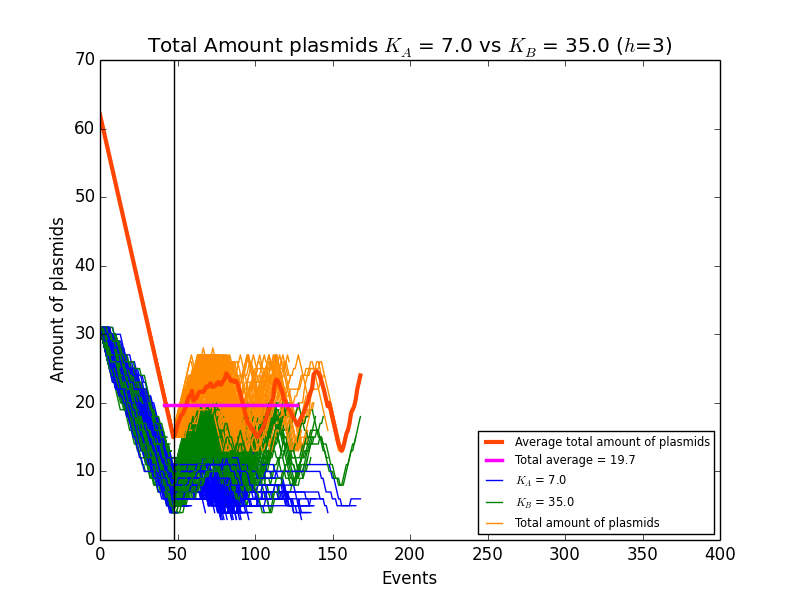 Total Amount plasmids K_A = 7.0 vs K_B = 35.0 (h=3)
70
60
50
40
30
20
10
0
Amount of plasmids
Average total amount of plasmids
Total average = 19.7
K_A = 7.0
K_B = 35.0
Total amount of plasmids
0 50 100 150 200 250 300 350 400
Events